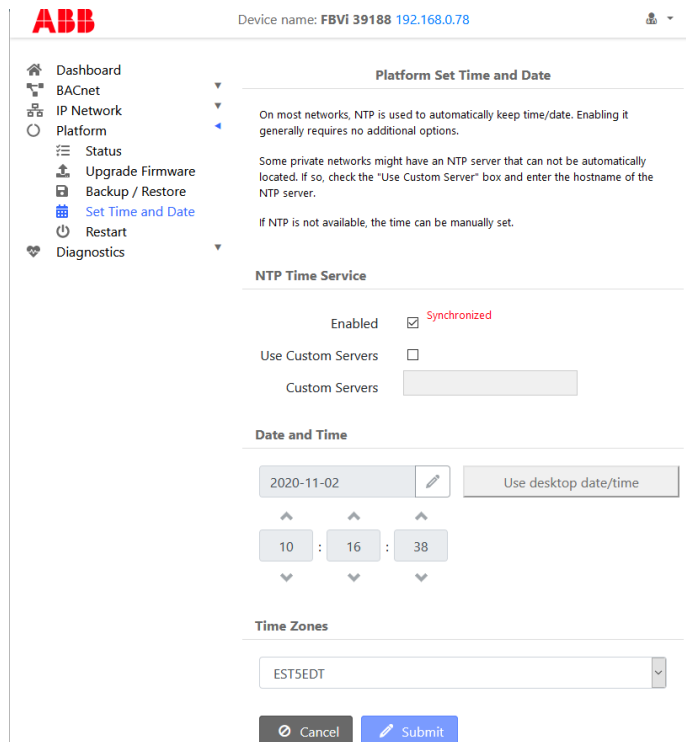 ABB
Device name: FBVi 39188 192.168.0.78
Dashboard
BACnet
IP Network
Platform
Status
Upgrade Firmware
Backup / Restore
Set Time and Date
Restart
Diagnostics
Platform Set Time and Date
On most networks, NTP is used to automatically keep time/date. Enabling it
generally requires no additional options.
Some private networks might have an NTP server that can not be automatically
located. If so, check the "Use Custom Server" box and enter the hostname of the
NTP server.
If NTP is not available, the time can be manually set.
NTP Time Service
Enabled Synchronized
Use Custom Servers
Custom Servers
Date and Time
2020-11-02 Use desktop date/time
10 : 16 : 38
Time Zones
EST5EDT
Cancel Submit